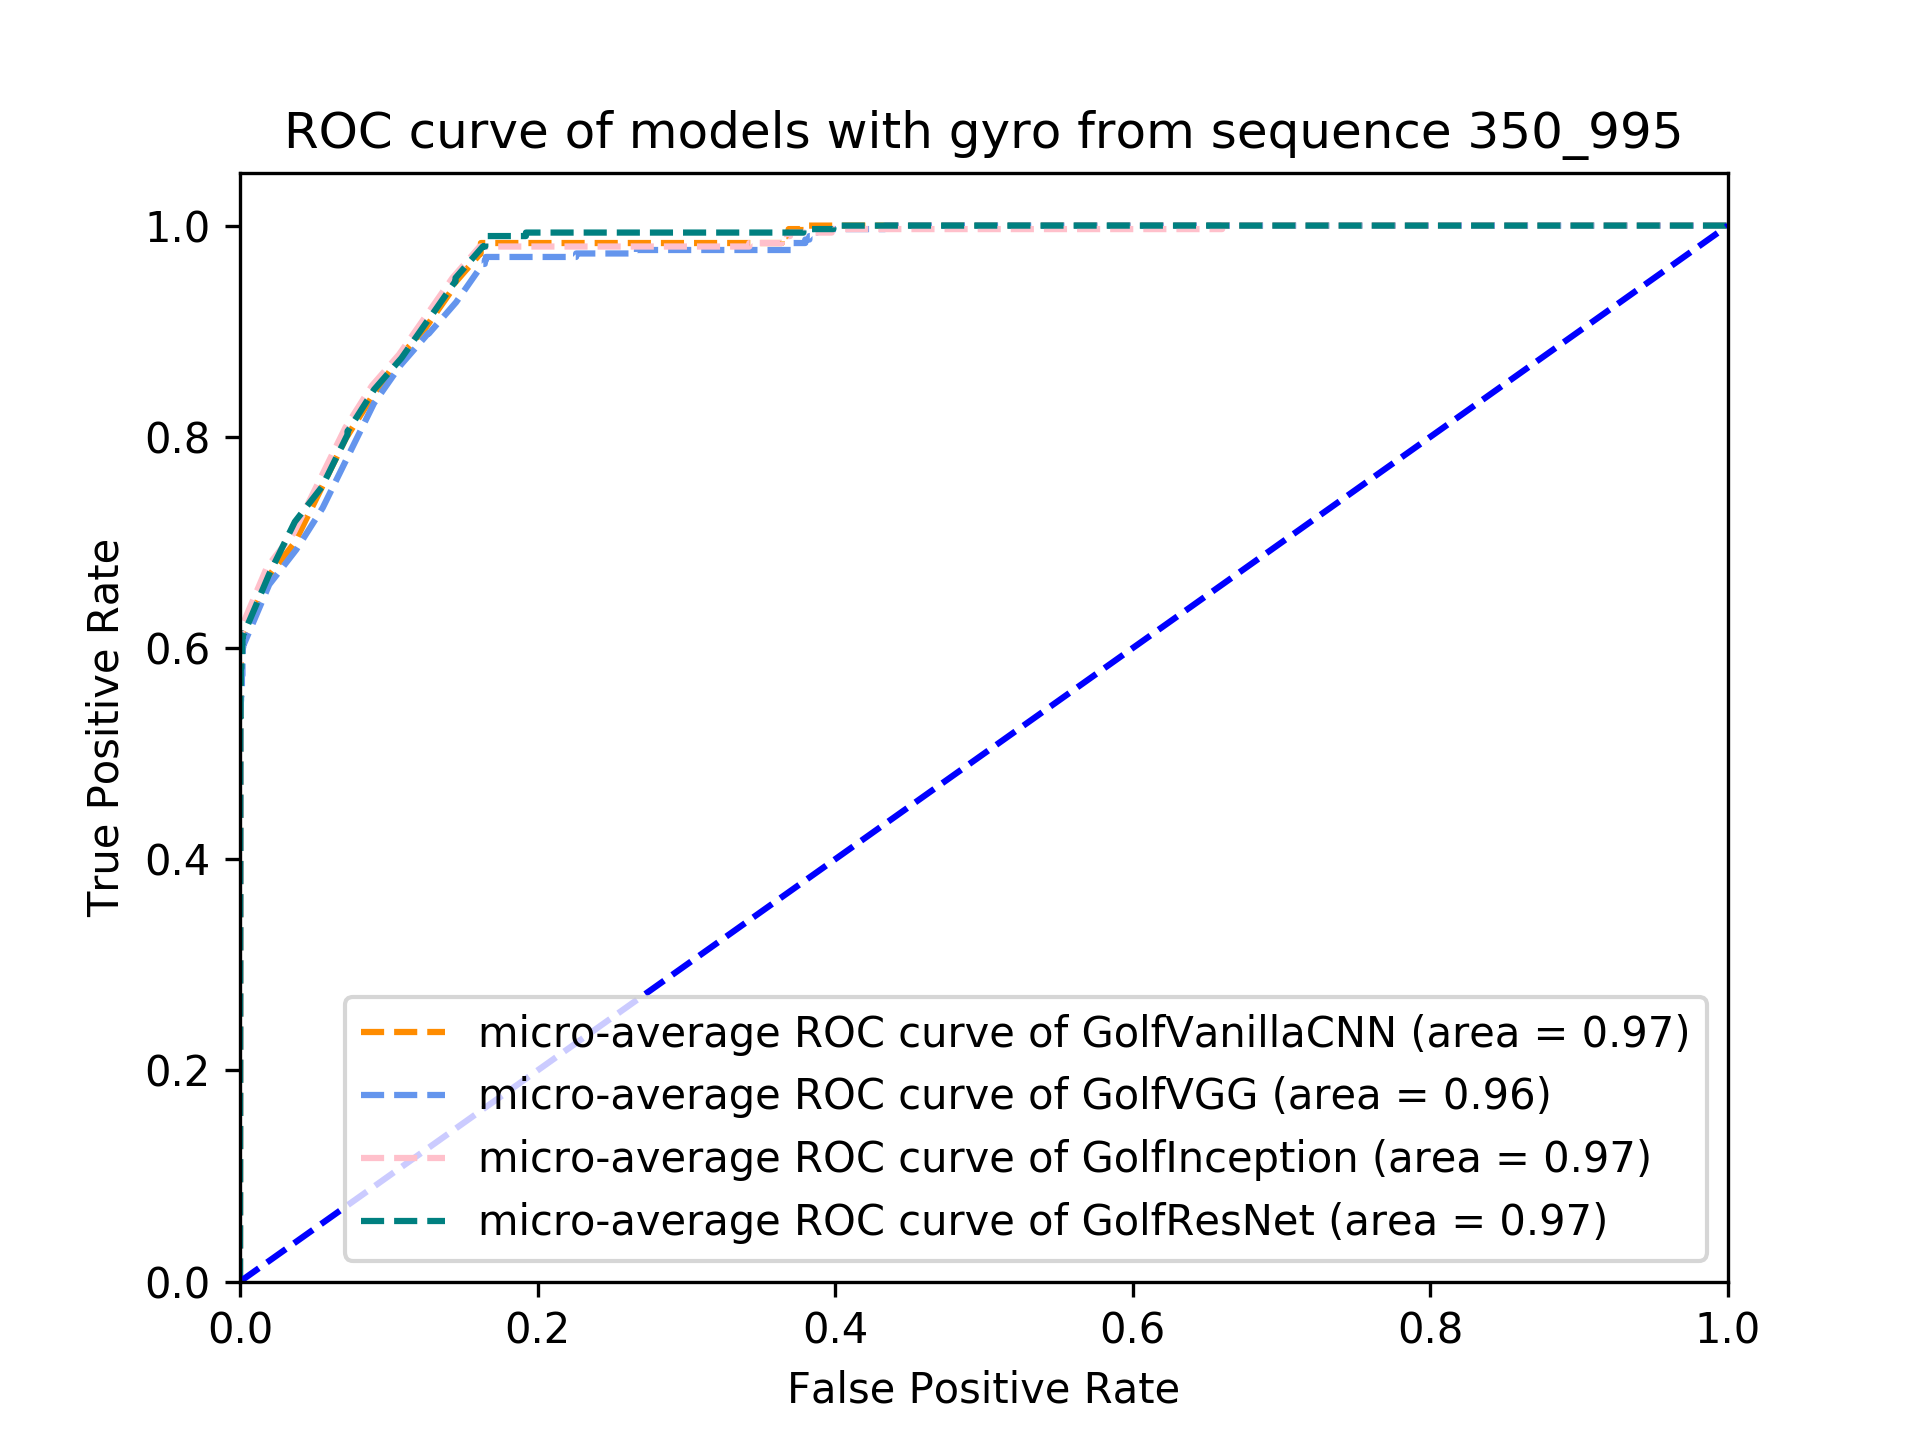 ROC curve of models with gyro from sequence 350_995
True Positive Rate
1.0
0.8
0.6
0.4
0.2
0.0
micro-average ROC curve of GolfVanillaCNN (area = 0.97)
micro-average ROC curve of GolfVGG (area = 0.96)
micro-average ROC curve of GolfInception (area = 0.97)
micro-average ROC curve of GolfResNet (area = 0.97)
0.0 0.2 0.4 0.6 0.8 1.0
False Positive Rate